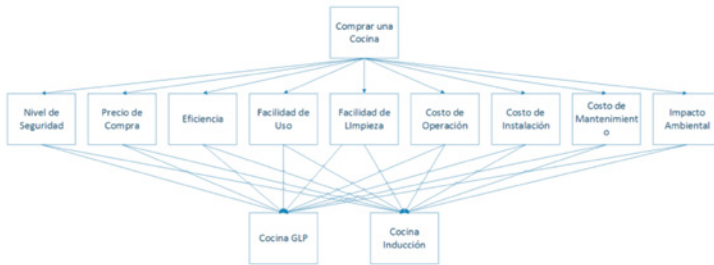 Comprar una
Cocina
Nivel de
Seguridad
Precio de
Compra
Eficiencia
Facilidad de
Uso
Facilidad de
LImpieza
Costo de
Operación
Costo de
Instalación
Costo de
Mantenimient
o
Impacto
Ambiental
Cocina GLP
Cocina
Inducción